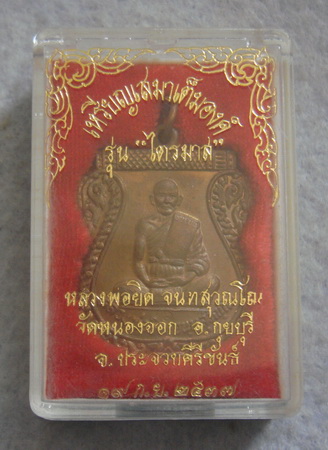 เหรียญเสมาเต็มองค์
รุ่น "ไตรมาส"
หลวงพ่อยิด จันทสุวณโณ
วัดหนองจอก อ.กุยบุรี
จ.ประจวบคีรีขันธ์
๑๙ ก.ย. ๒๕๓๗